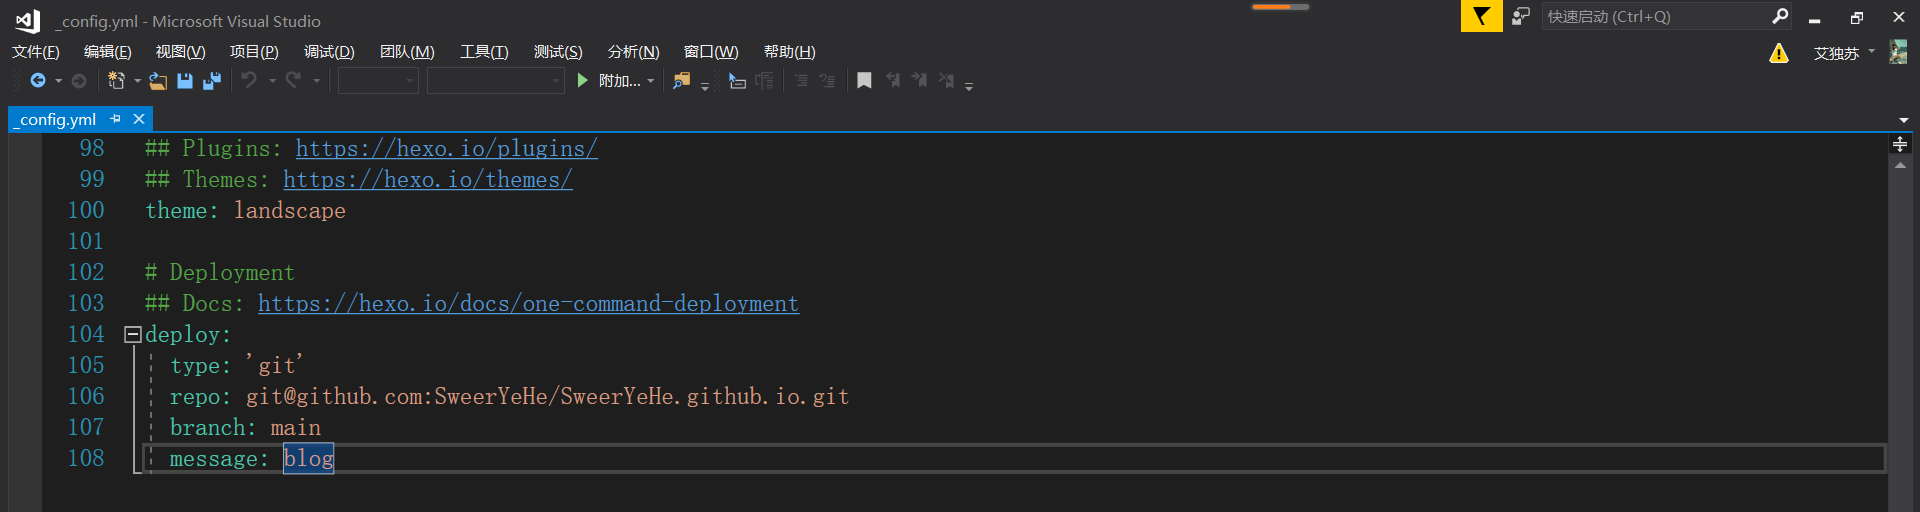 _config.yml - Microsoft Visual Studio
快速启动 (Ctrl+Q)
文件(F) 编辑(E) 视图(V) 项目(P) 调试(D) 团队(M) 工具(T) 测试(S) 分析(N) 窗口(W) 帮助(H)
艾独苏
附加...
_config.yml
98 ## Plugins: https://hexo.io/plugins/
99 ## Themes: https://hexo.io/themes/
100 theme: landscape
101
102 # Deployment
103 ## Docs: https://hexo.io/docs/one-command-deployment
104 deploy:
105 type: 'git'
106 repo: git@github.com:SweerYeHe/SweerYeHe.github.io.git
107 branch: main
108 message: blog